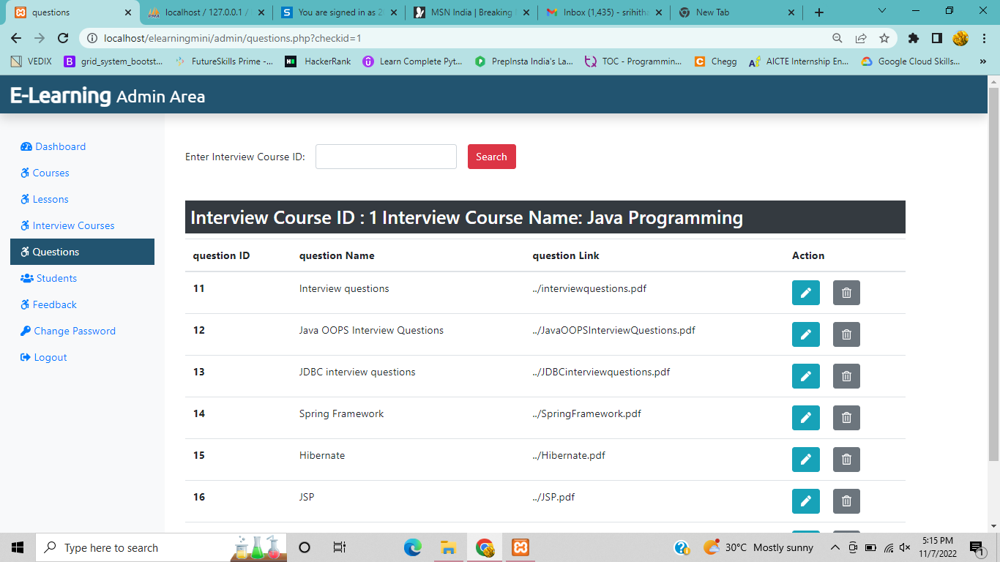 questions
localhost / 127.0.0.1 /
You are signed in as 2
MSN India | Breaking
Inbox (1,435) - srihitha
New Tab
localhost/elearningmini/admin/questions.php?checkid=1
VEDIX
grid_system_bootst...
FutureSkills Prime -...
HackerRank
Learn Complete Pyt...
PrepInsta India's La...
TOC - Programmin...
Chegg
AICTE Internship En...
Google Cloud Skills...
»
E-Learning Admin Area
Dashboard
Courses
Lessons
Interview Courses
Questions
Students
Feedback
Change Password
Logout
Enter Interview Course ID:
Search
Interview Course ID : 1 Interview Course Name: Java Programming
question ID question Name question Link Action
11 Interview questions ../interviewquestions.pdf
12 Java OOPS Interview Questions ../JavaOOPSInterviewQuestions.pdf
13 JDBC interview questions ../JDBCinterviewquestions.pdf
14 Spring Framework ../SpringFramework.pdf
15 Hibernate ../Hibernate.pdf
16 JSP ../JSP.pdf
Type here to search
30°C Mostly sunny
5:15 PM
11/7/2022
1